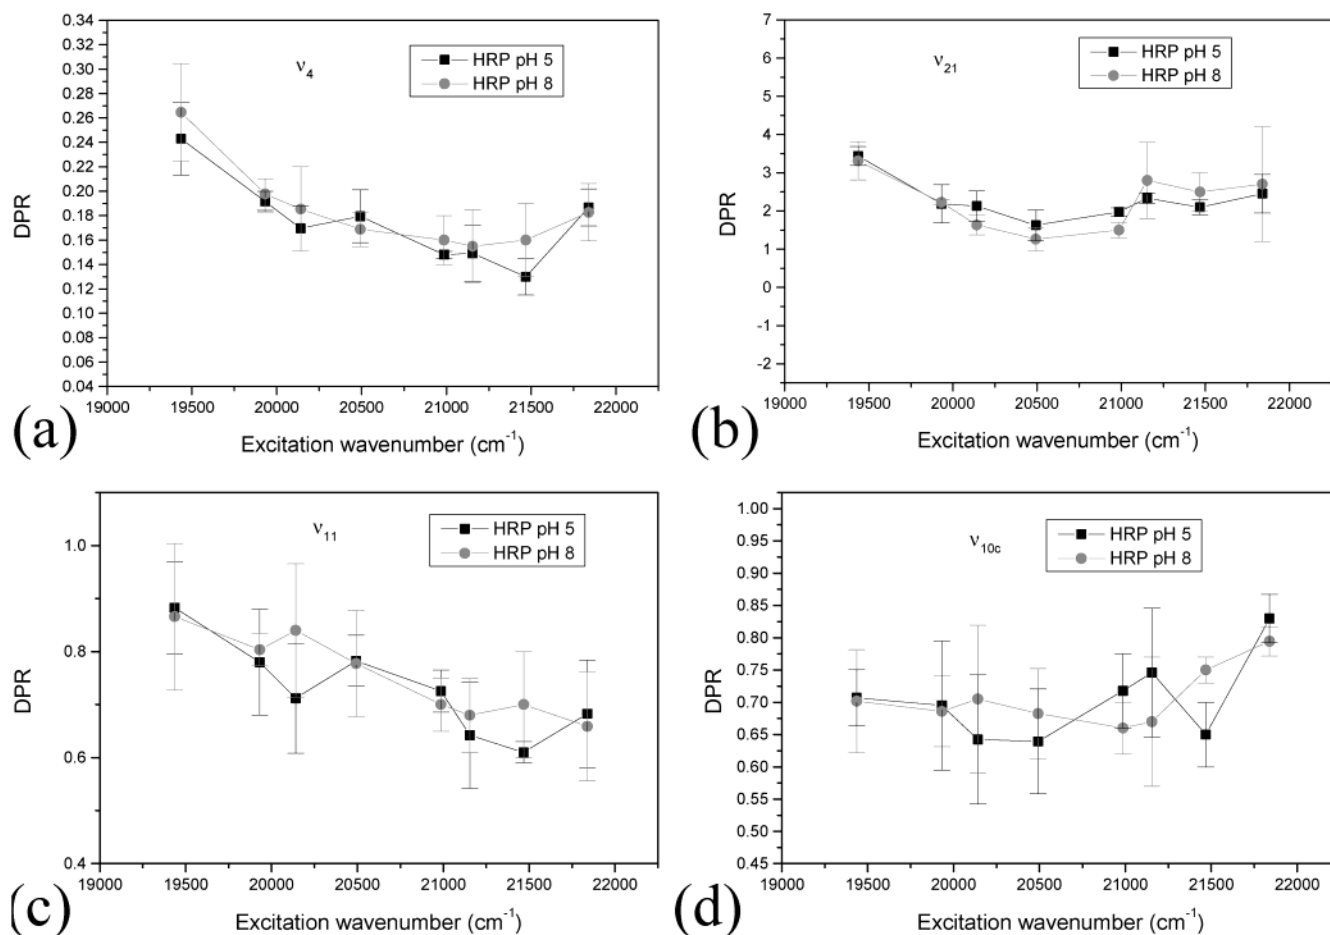 0.34
0.32
0.30
0.28
0.26
0.24
0.22
0.20
0.18
0.16
0.14
0.12
0.10
0.08
0.06
0.04
DPR
ν4
HRP pH 5
HRP pH 8
19000 19500 20000 20500 21000 21500 22000
Excitation wavenumber (cm⁻¹)
(a)
7
6
5
4
3
2
1
0
-1
-2
DPR
ν21
HRP pH 5
HRP pH 8
19000 19500 20000 20500 21000 21500 22000
Excitation wavenumber (cm⁻¹)
(b)
1.0
0.8
0.6
0.4
DPR
ν11
HRP pH 5
HRP pH 8
19000 19500 20000 20500 21000 21500 22000
Excitation wavenumber (cm⁻¹)
(c)
1.00
0.95
0.90
0.85
0.80
0.75
0.70
0.65
0.60
0.55
0.50
0.45
DPR
ν10c
HRP pH 5
HRP pH 8
19000 19500 20000 20500 21000 21500 22000
Excitation wavenumber (cm⁻¹)
(d)